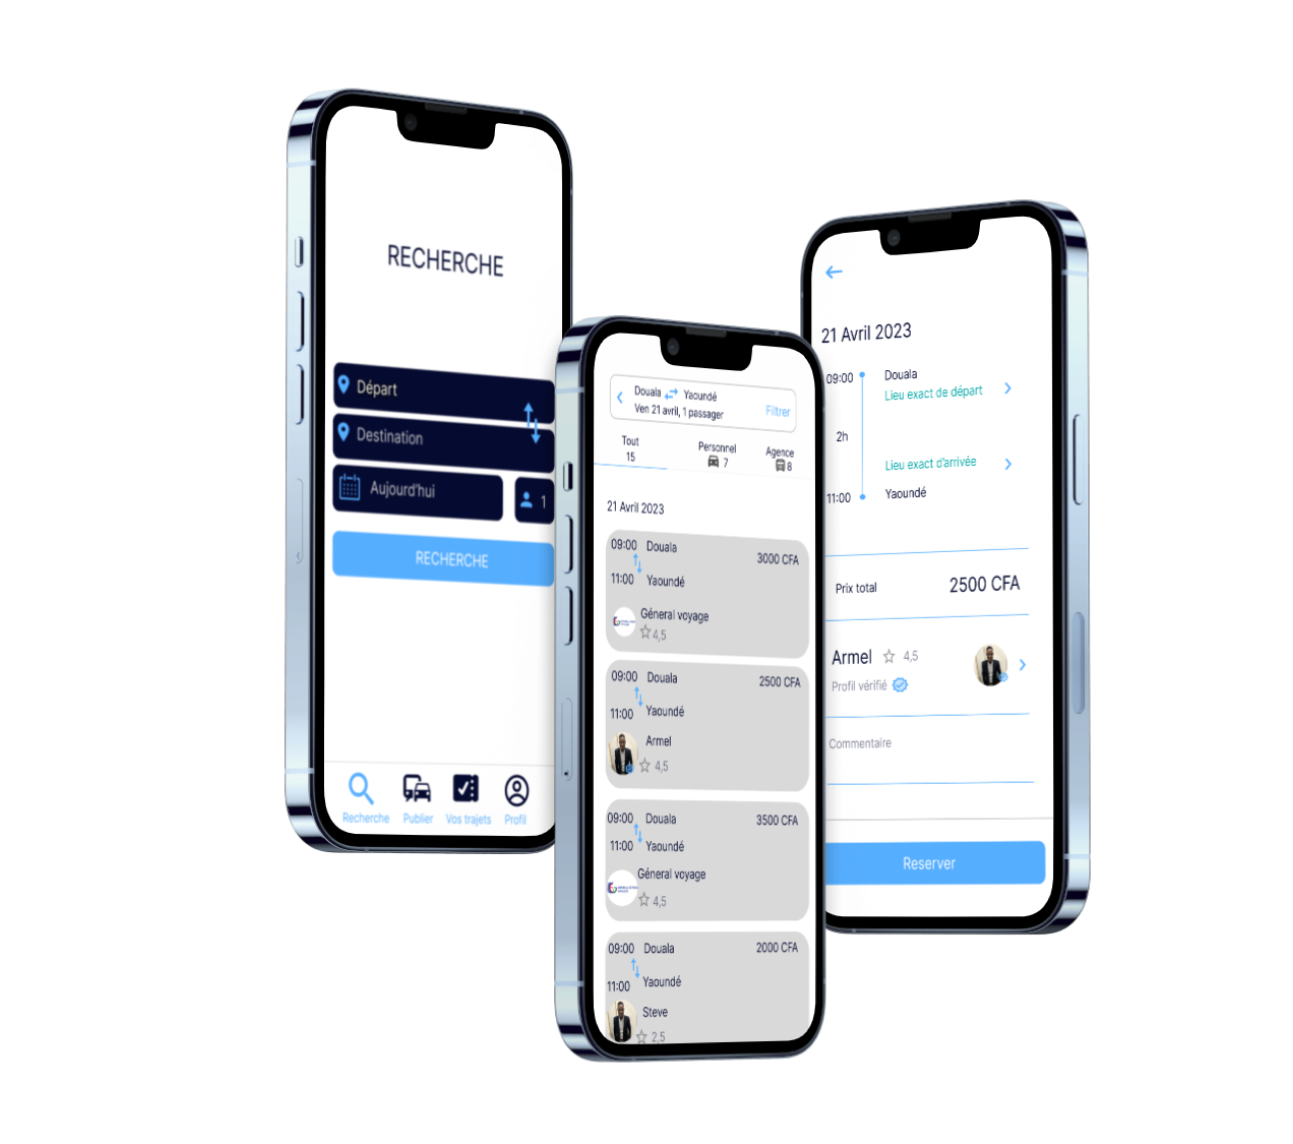 RECHERCHE
Départ
Destination
Aujourd'hui
1
RECHERCHE
Recherche
Publier
Vos trajets
Profil
Douala
Yaoundé
Ven 21 avril, 1 passager
Filtrer
Tout
15
Personnel
7
Agence
8
21 Avril 2023
09:00
Douala
3000 CFA
11:00
Yaoundé
Géneral voyage
4,5
09:00
Douala
2500 CFA
11:00
Yaoundé
Armel
4,5
09:00
Douala
3500 CFA
11:00
Yaoundé
Géneral voyage
4,5
09:00
Douala
2000 CFA
11:00
Yaoundé
Steve
2,5
21 Avril 2023
09:00
Douala
Lieu exact de départ
2h
Lieu exact d'arrivée
11:00
Yaoundé
Prix total
2500 CFA
Armel
4,5
Profil vérifié
Commentaire
Reserver